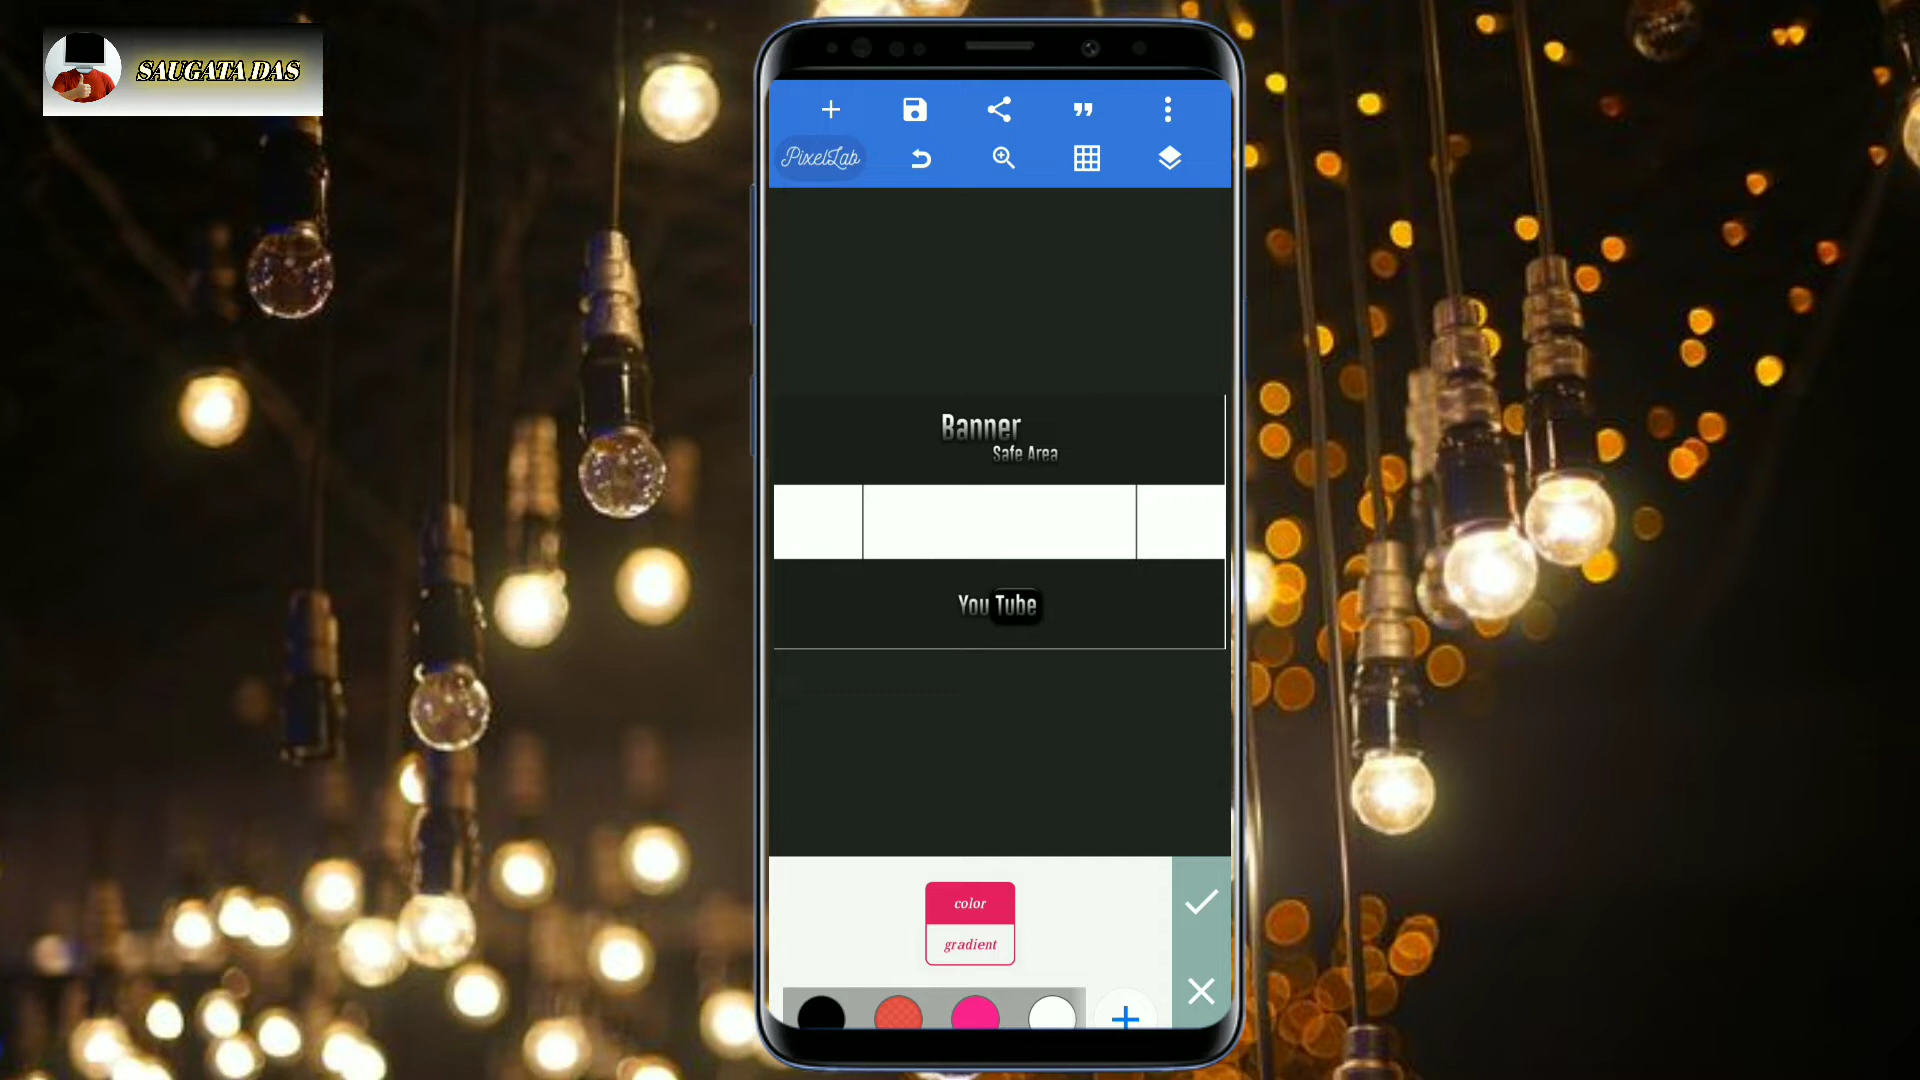 SAUGATA DAS
PixelLab
Banner
Safe Area
You Tube
color
gradient